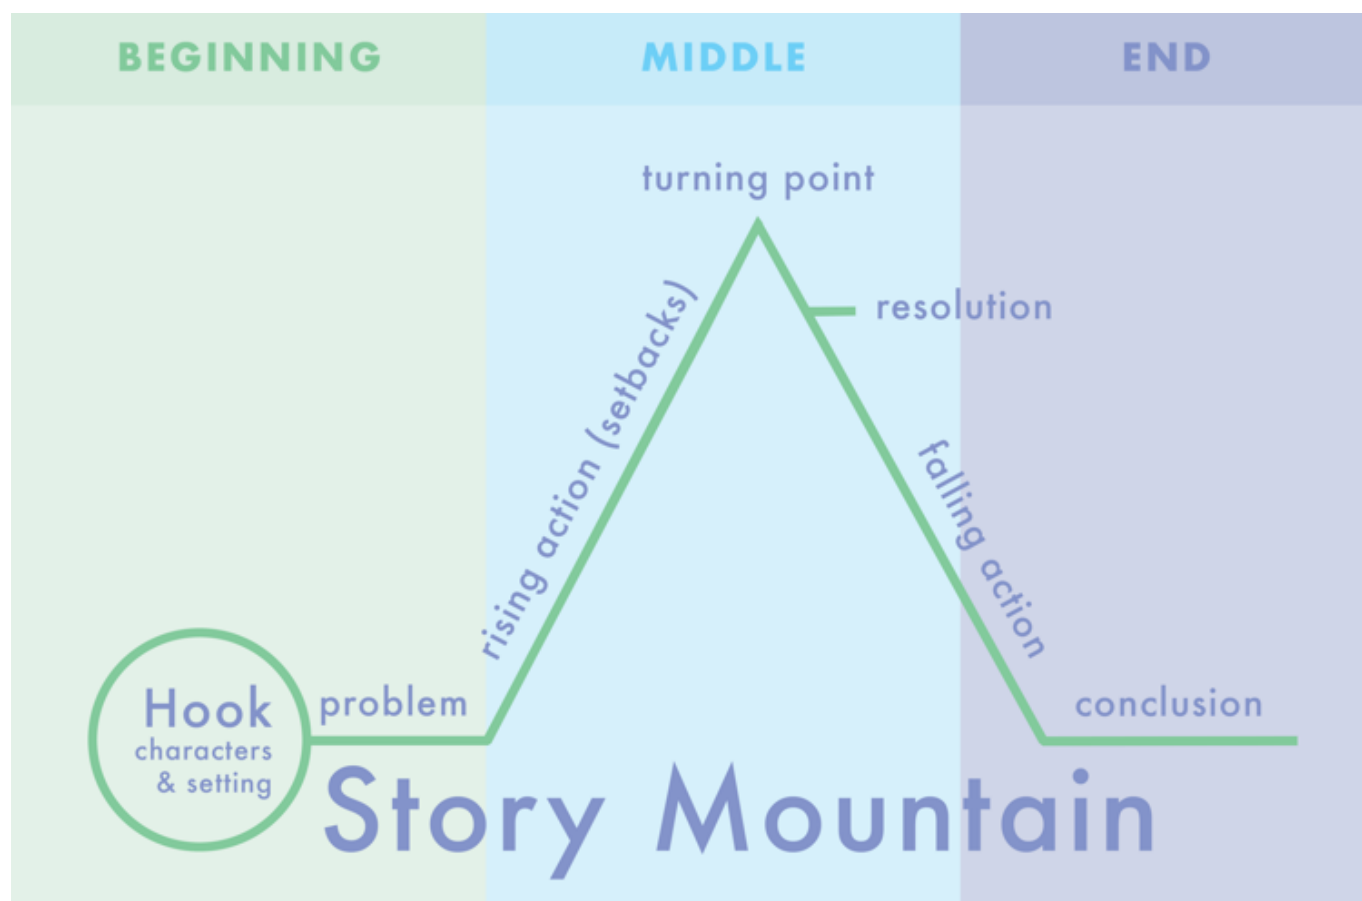 BEGINNING
MIDDLE
END
turning point
resolution
rising action (setbacks)
falling action
Hook
characters
& setting
problem
conclusion
Story Mountain